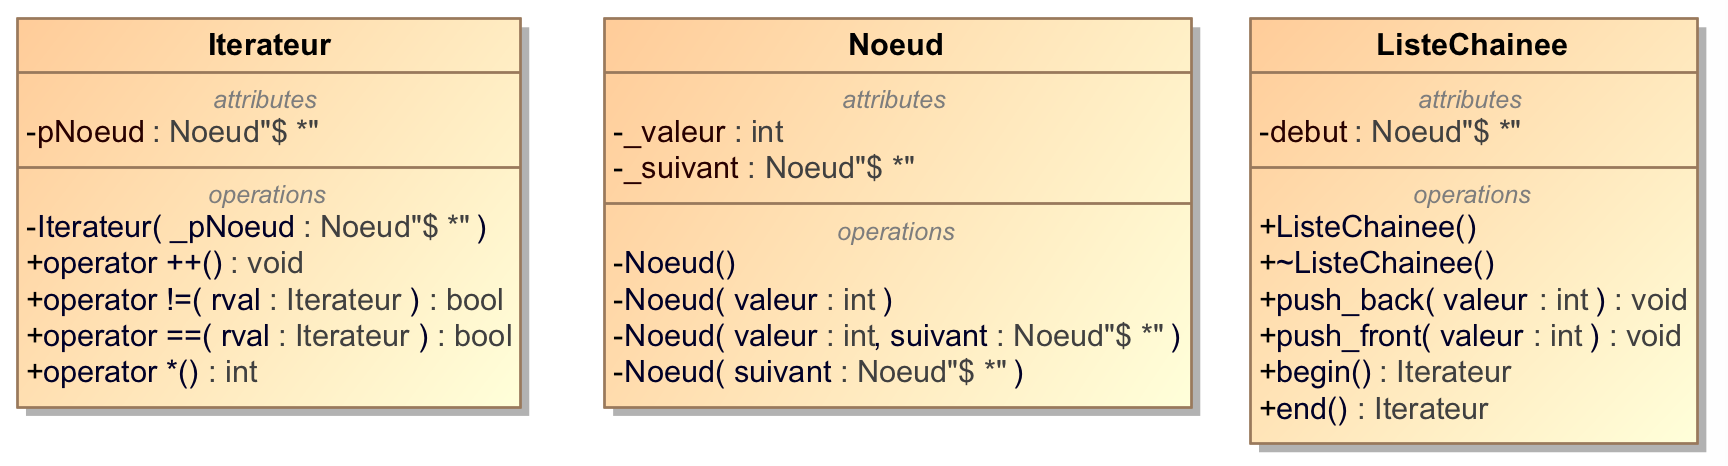 Iterateur
attributes
-pNoeud : Noeud"$ *"
operations
-Iterateur( _pNoeud : Noeud"$ *" )
+operator ++() : void
+operator !=( rval : Iterateur ) : bool
+operator ==( rval : Iterateur ) : bool
+operator *() : int
Noeud
attributes
-_valeur : int
-_suivant : Noeud"$ *"
operations
-Noeud()
-Noeud( valeur : int )
-Noeud( valeur : int, suivant : Noeud"$ *" )
-Noeud( suivant : Noeud"$ *" )
ListeChainee
attributes
-debut : Noeud"$ *"
operations
+ListeChainee()
+~ListeChainee()
+push_back( valeur : int ) : void
+push_front( valeur : int ) : void
+begin() : Iterateur
+end() : Iterateur